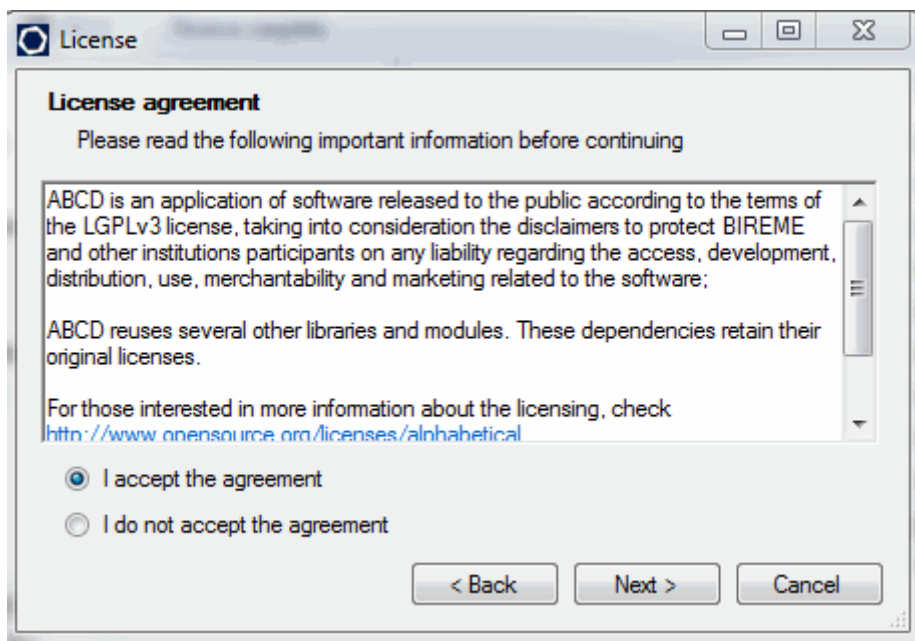 License
License agreement
Please read the following important information before continuing
ABCD is an application of software released to the public according to the terms of
the LGPLv3 license, taking into consideration the disclaimers to protect BIREME
and other institutions participants on any liability regarding the access, development,
distribution, use, merchantability and marketing related to the software;
ABCD reuses several other libraries and modules. These dependencies retain their
original licenses.
For those interested in more information about the licensing, check
http://www.opensource.org/licenses/alphabetical
I accept the agreement
I do not accept the agreement
< Back
Next >
Cancel